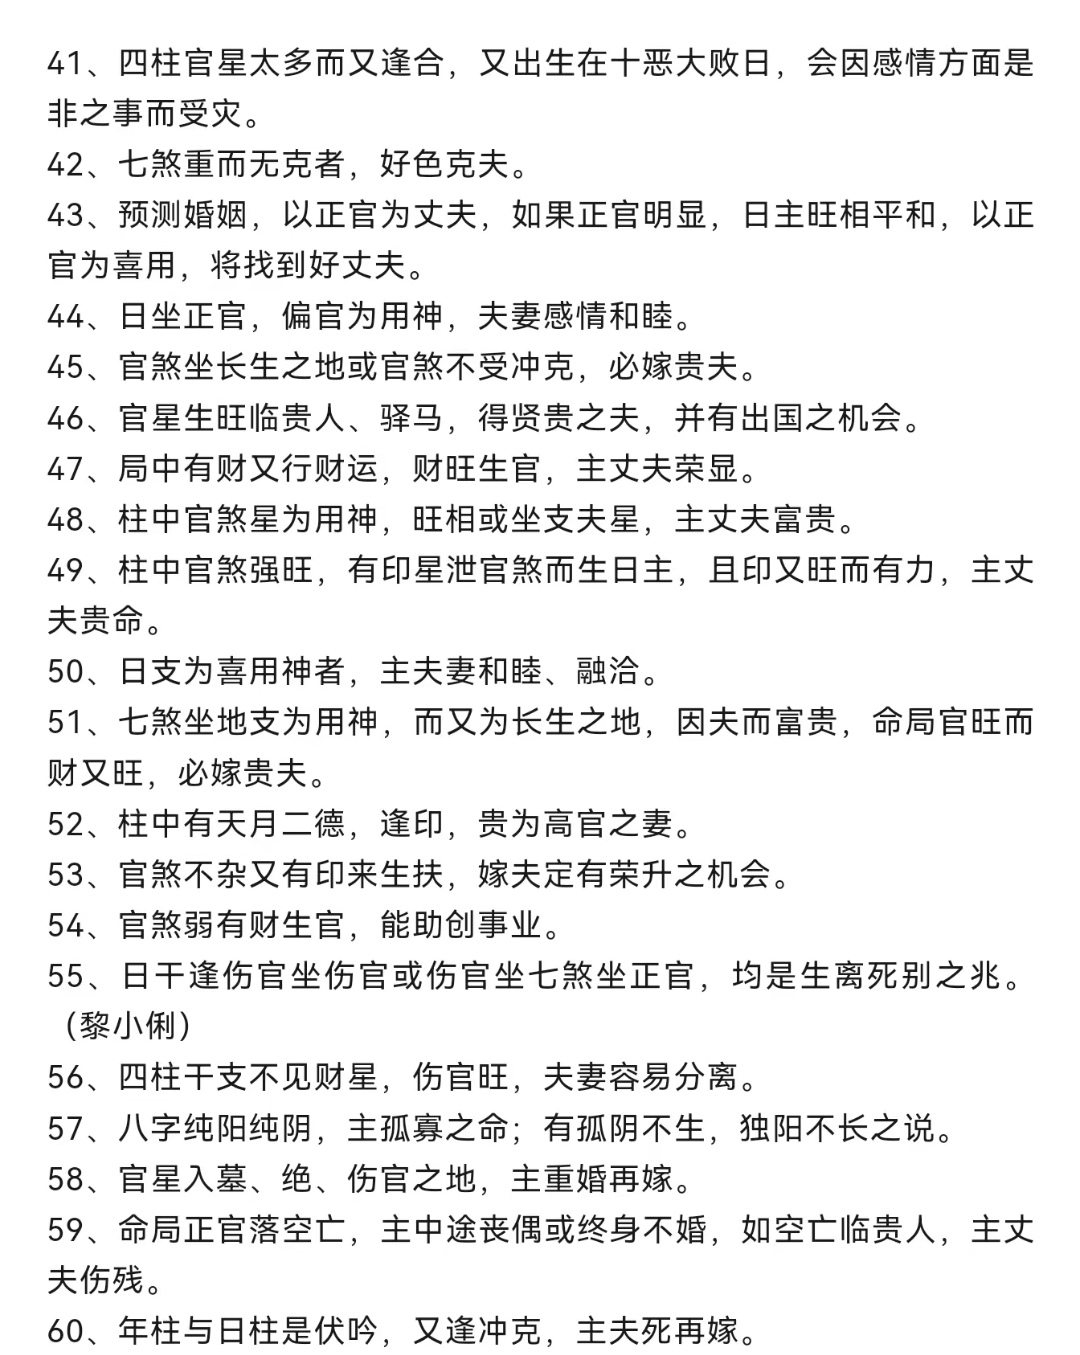 41、四柱官星太多而又逢合，又出生在十恶大败日，会因感情方面是
非之事而受灾。
42、七煞重而无克者，好色克夫。
43、预测婚姻，以正官为丈夫，如果正官明显，日主旺相平和，以正
官为喜用，将找到好丈夫。
44、日坐正官，偏官为用神，夫妻感情和睦。
45、官煞坐长生之地或官煞不受冲克，必嫁贵夫。
46、官星生旺临贵人、驿马，得贤贵之夫，并有出国之机会。
47、局中有财又行财运，财旺生官，主丈夫荣显。
48、柱中官煞星为用神，旺相或坐支夫星，主丈夫富贵。
49、柱中官煞强旺，有印星泄官煞而生日主，且印又旺而有力，主丈
夫贵命。
50、日支为喜用神者，主夫妻和睦、融洽。
51、七煞坐地支为用神，而又为长生之地，因夫而富贵，命局官旺而
财又旺，必嫁贵夫。
52、柱中有天月二德，逢印，贵为高官之妻。
53、官煞不杂又有印来生扶，嫁夫定有荣升之机会。
54、官煞弱有财生官，能助创事业。
55、日干逢伤官坐伤官或伤官坐七煞坐正官，均是生离死别之兆。
（黎小俐）
56、四柱干支不见财星，伤官旺，夫妻容易分离。
57、八字纯阳纯阴，主孤寡之命；有孤阴不生，独阳不长之说。
58、官星入墓、绝、伤官之地，主重婚再嫁。
59、命局正官落空亡，主中途丧偶或终身不婚，如空亡临贵人，主丈
夫伤残。
60、年柱与日柱是伏吟，又逢冲克，主夫死再嫁。